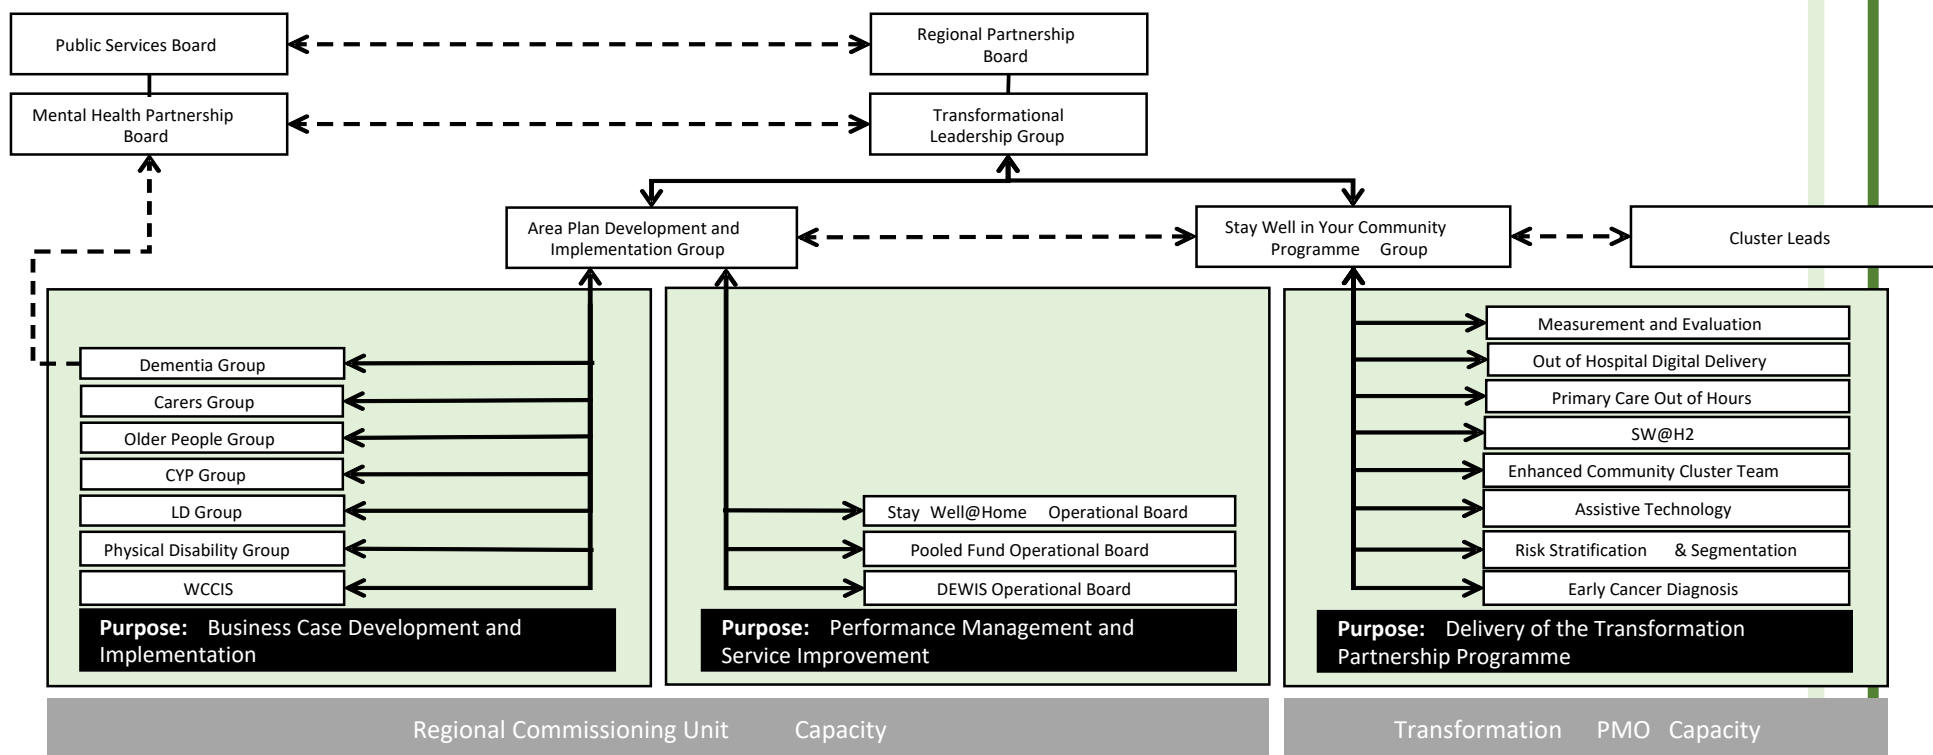 Public Services Board
Regional Partnership
Board
Mental Health Partnership
Board
Transformational
Leadership Group
Area Plan Development and
Implementation Group
Stay Well in Your Community
Programme Group
Cluster Leads
Dementia Group
Carers Group
Older People Group
CYP Group
LD Group
Physical Disability Group
WCCIS
Purpose: Business Case Development and
Implementation
Stay Well@Home Operational Board
Pooled Fund Operational Board
DEWIS Operational Board
Purpose: Performance Management and
Service Improvement
Measurement and Evaluation
Out of Hospital Digital Delivery
Primary Care Out of Hours
SW@H2
Enhanced Community Cluster Team
Assistive Technology
Risk Stratification & Segmentation
Early Cancer Diagnosis
Purpose: Delivery of the Transformation
Partnership Programme
Regional Commissioning Unit Capacity
Transformation PMO Capacity